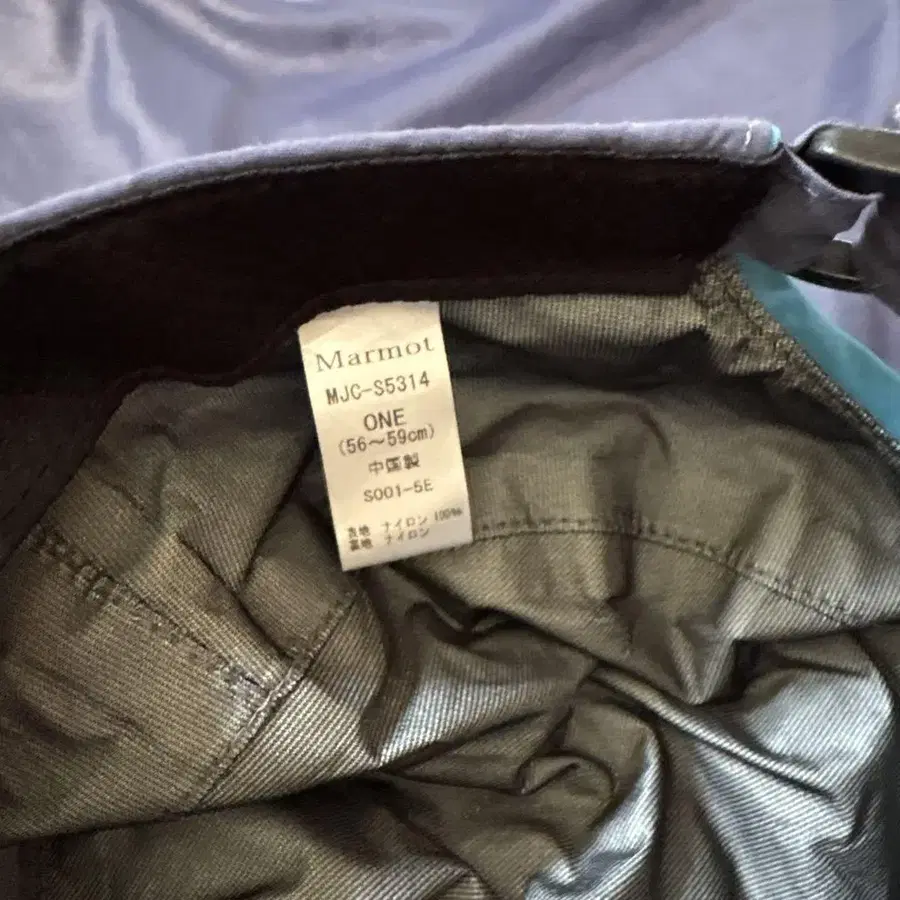 Marmot
MJC-S5314
ONE
(56～59cm)
中国製
S001-5E
表地 ナイロン 100%
裏地 ナイロン